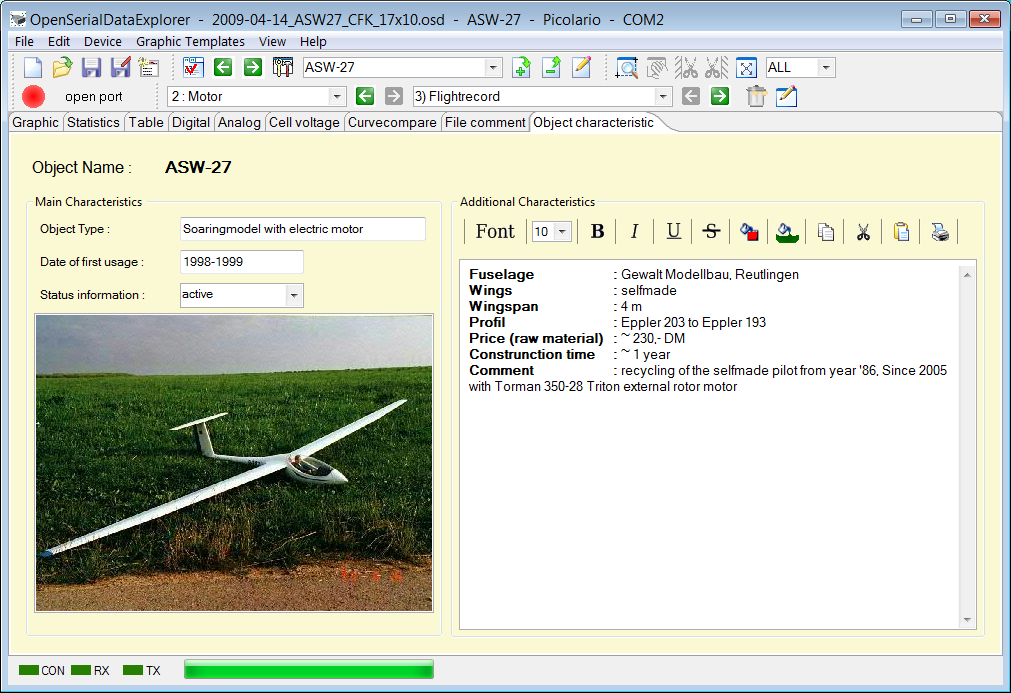 OpenSerialDataExplorer - 2009-04-14_ASW27_CFK_17x10.osd - ASW-27 - Picolario - COM2
File Edit Device Graphic Templates View Help
ASW-27 ALL
open port 2 : Motor 3) Flightrecord
Graphic Statistics Table Digital Analog Cell voltage Curvecompare File comment Object characteristic
Object Name : ASW-27
Main Characteristics
Object Type : Soaringmodel with electric motor
Date of first usage : 1998-1999
Status information : active
Additional Characteristics
Font 10 B I U S
Fuselage : Gewalt Modellbau, Reutlingen
Wings : selfmade
Wingspan : 4 m
Profil : Eppler 203 to Eppler 193
Price (raw material) : ~ 230,- DM
Construnction time : ~ 1 year
Comment : recycling of the selfmade pilot from year '86, Since 2005
with Torman 350-28 Triton external rotor motor
CON RX TX